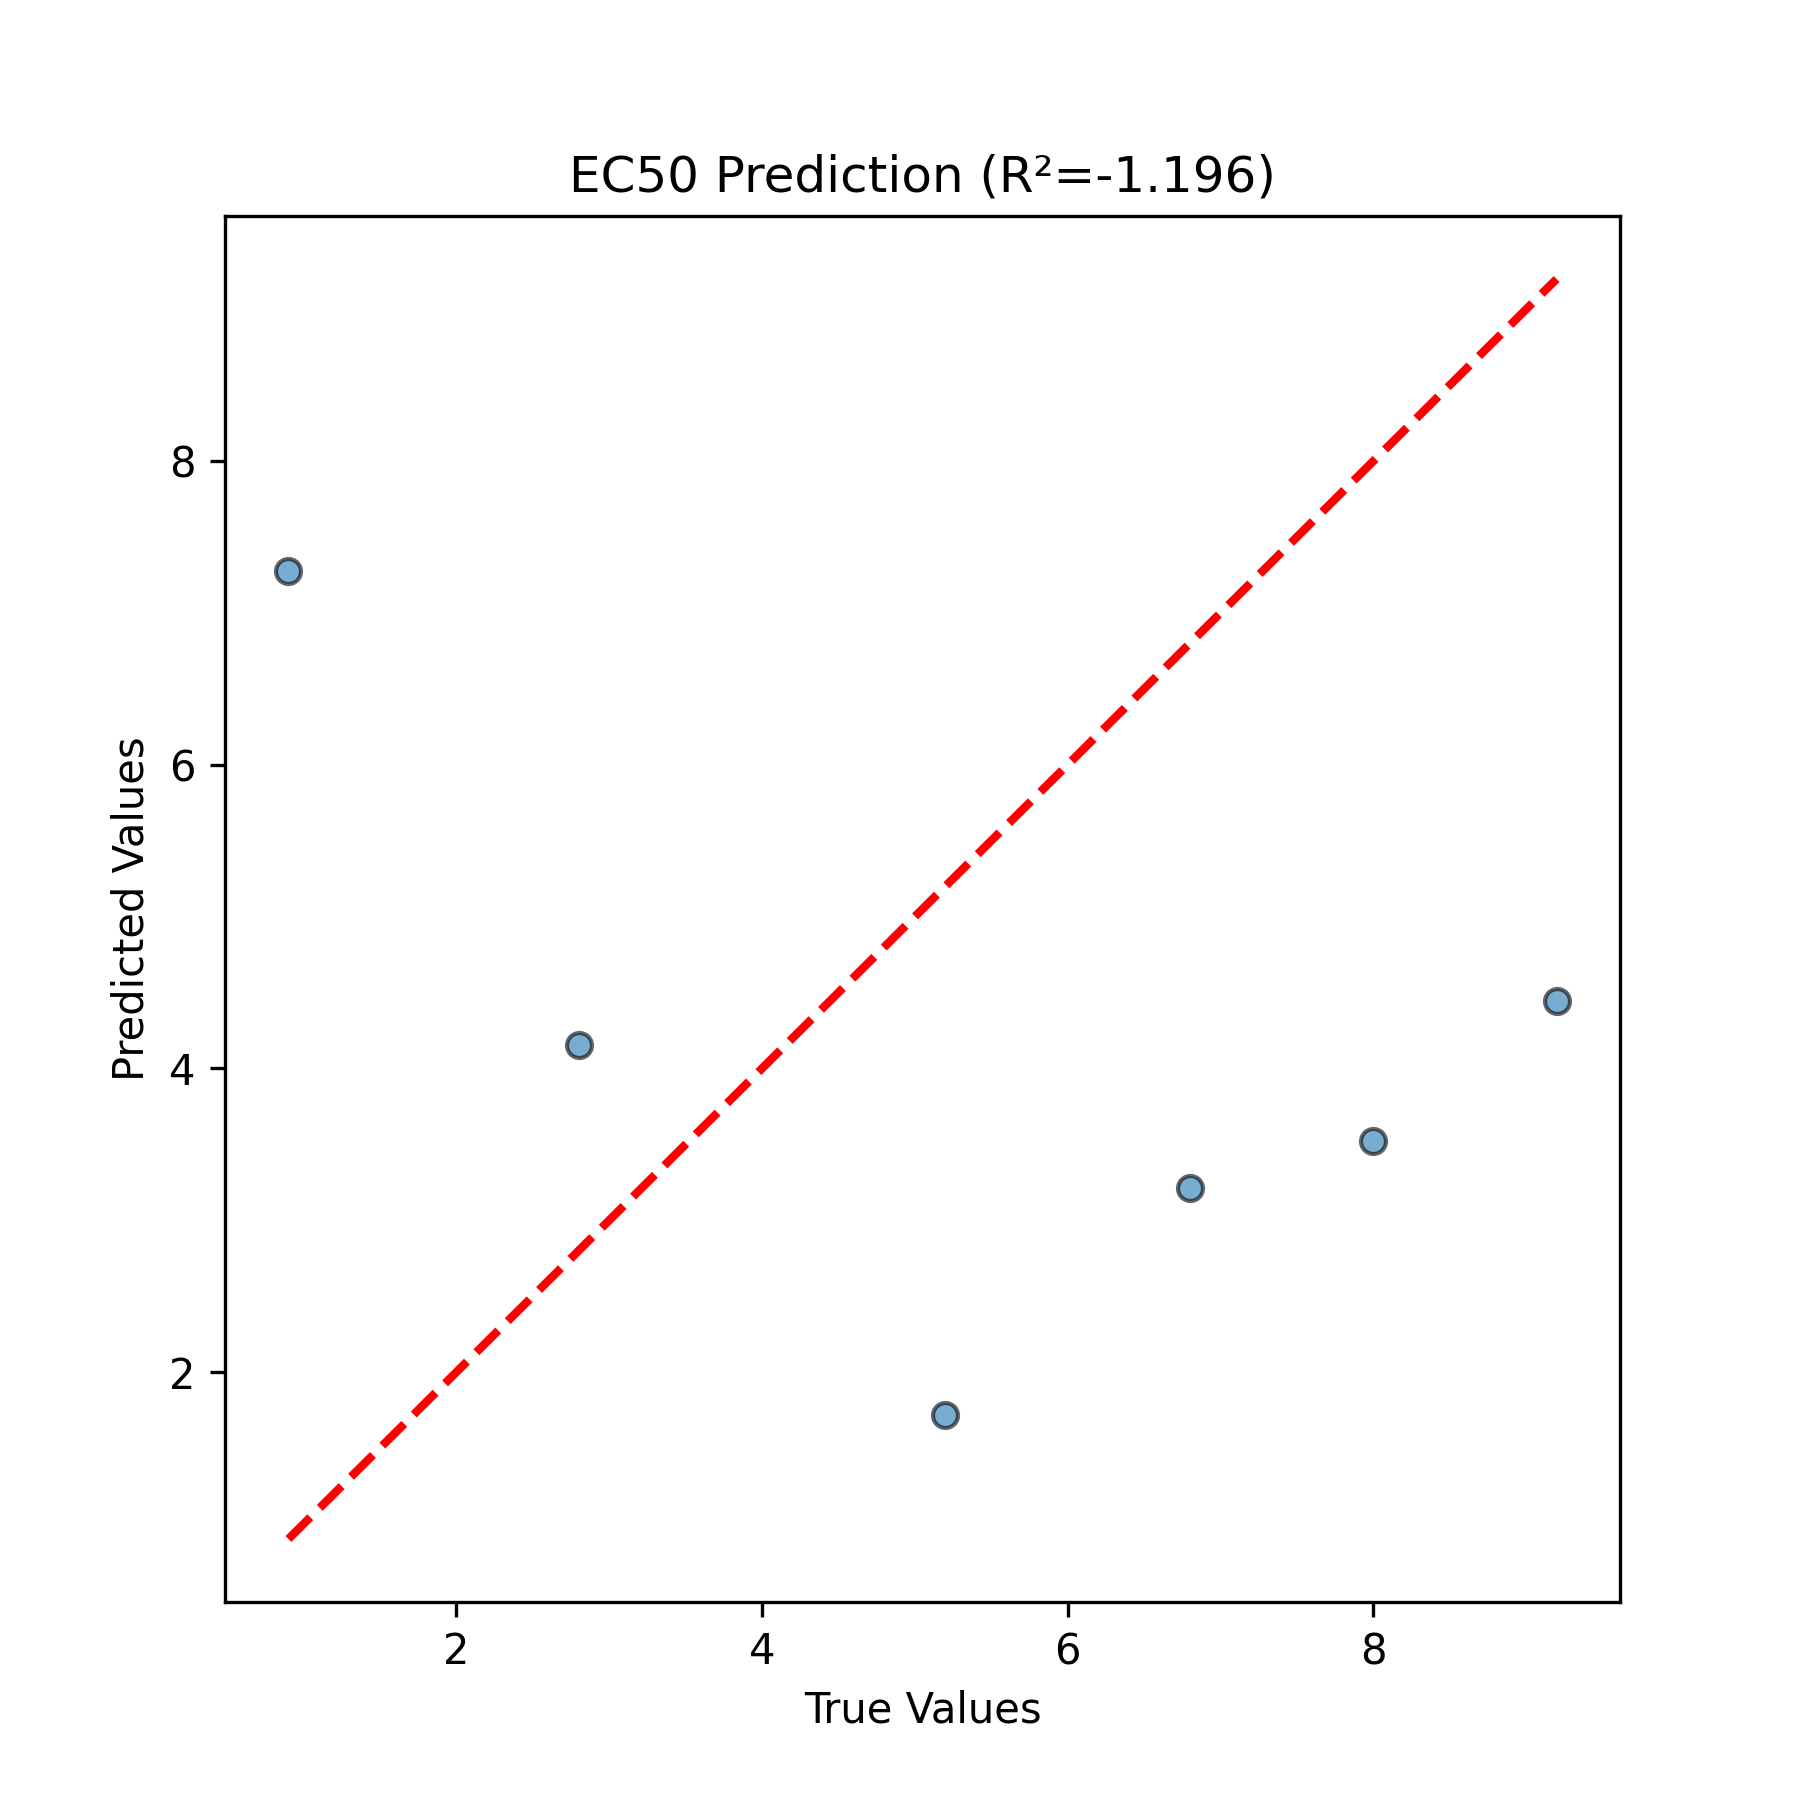 EC50 Prediction (R²=-1.196)
8
6
4
2
Predicted Values
2 4 6 8
True Values